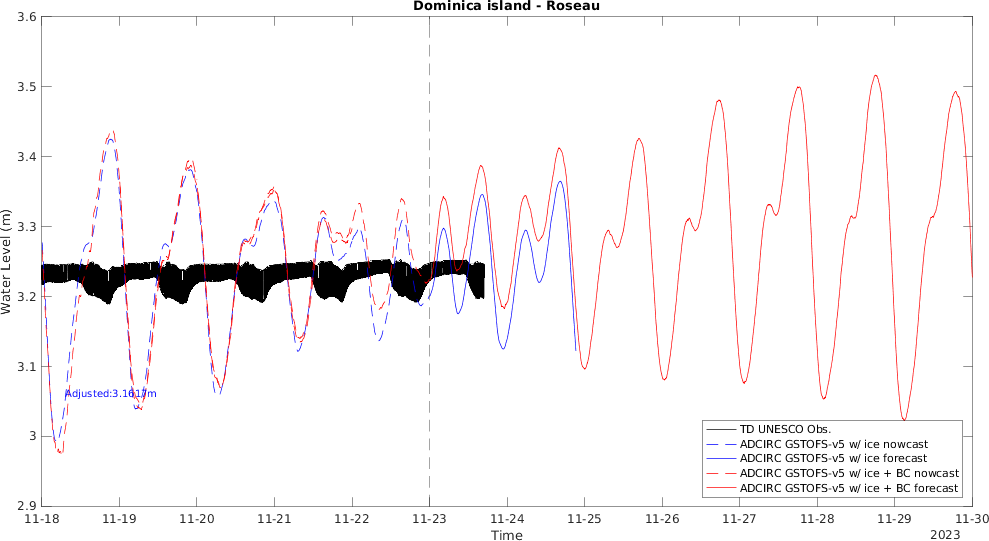 Dominica island - Roseau
Water Level (m)
3.6
3.5
3.4
3.3
3.2
3.1
3
2.9
Adjusted:3.1617m
TD UNESCO Obs.
ADCIRC GSTOFS-v5 w/ ice nowcast
ADCIRC GSTOFS-v5 w/ ice forecast
ADCIRC GSTOFS-v5 w/ ice + BC nowcast
ADCIRC GSTOFS-v5 w/ ice + BC forecast
11-18 11-19 11-20 11-21 11-22 11-23 11-24 11-25 11-26 11-27 11-28 11-29 11-30
Time
2023